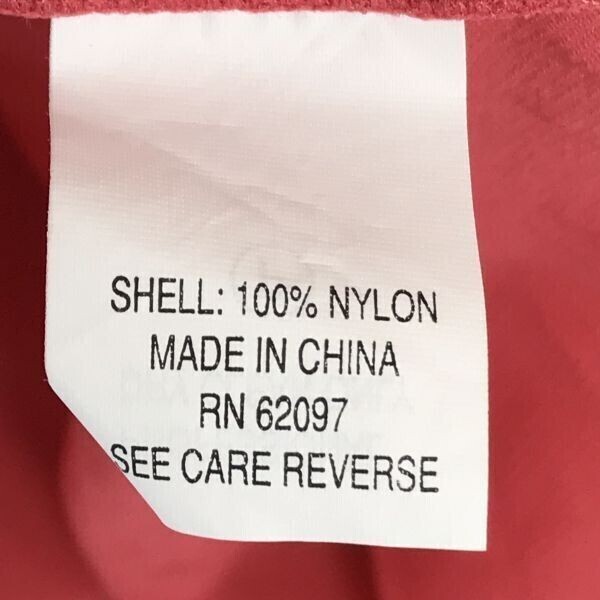 SHELL: 100% NYLON
MADE IN CHINA
RN 62097
SEE CARE REVERSE